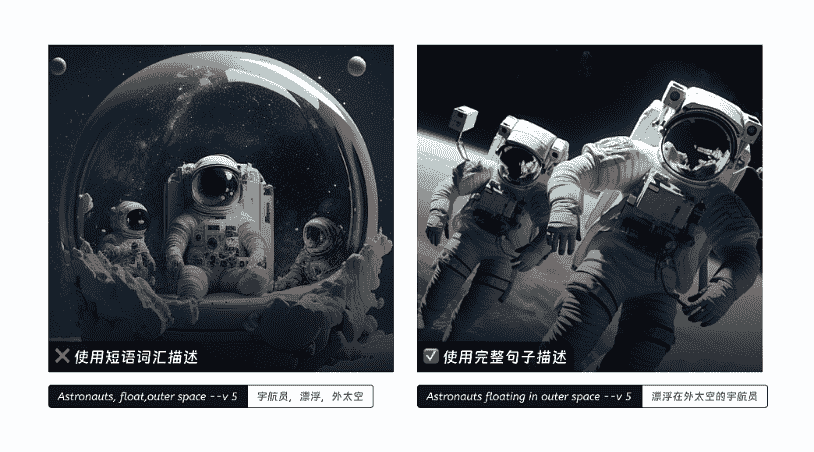 使用短语词汇描述
使用完整句子描述
Astronauts, float,outer space --v 5
宇航员，漂浮，外太空
Astronauts floating in outer space --v 5
漂浮在外太空的宇航员